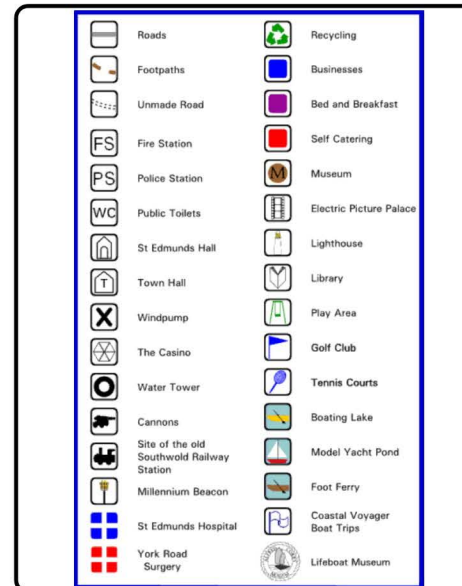 Roads
Footpaths
Unmade Road
FS Fire Station
PS Police Station
WC Public Toilets
St Edmunds Hall
T Town Hall
Windpump
The Casino
Water Tower
Cannons
Site of the old
Southwold Railway
Station
Millennium Beacon
St Edmunds Hospital
York Road
Surgery
Recycling
Businesses
Bed and Breakfast
Self Catering
M Museum
Electric Picture Palace
Lighthouse
Library
Play Area
Golf Club
Tennis Courts
Boating Lake
Model Yacht Pond
Foot Ferry
Coastal Voyager
Boat Trips
Lifeboat Museum